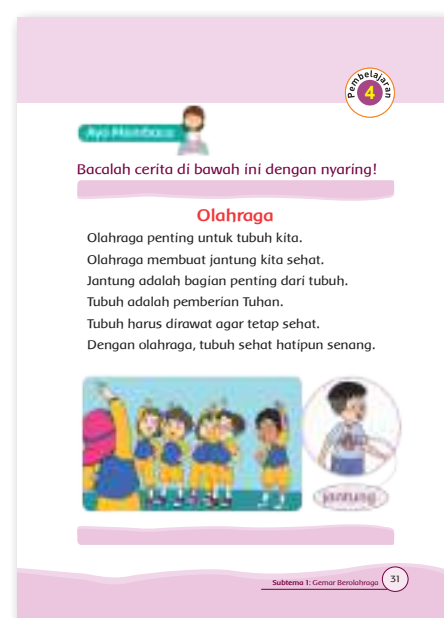 Pembelajaran
4
Ayo Membaca
Bacalah cerita di bawah ini dengan nyaring!
Olahraga
Olahraga penting untuk tubuh kita.
Olahraga membuat jantung kita sehat.
Jantung adalah bagian penting dari tubuh.
Tubuh adalah pemberian Tuhan.
Tubuh harus dirawat agar tetap sehat.
Dengan olahraga, tubuh sehat hatipun senang.
jantung
Subtema 1: Gemar Berolahraga
31